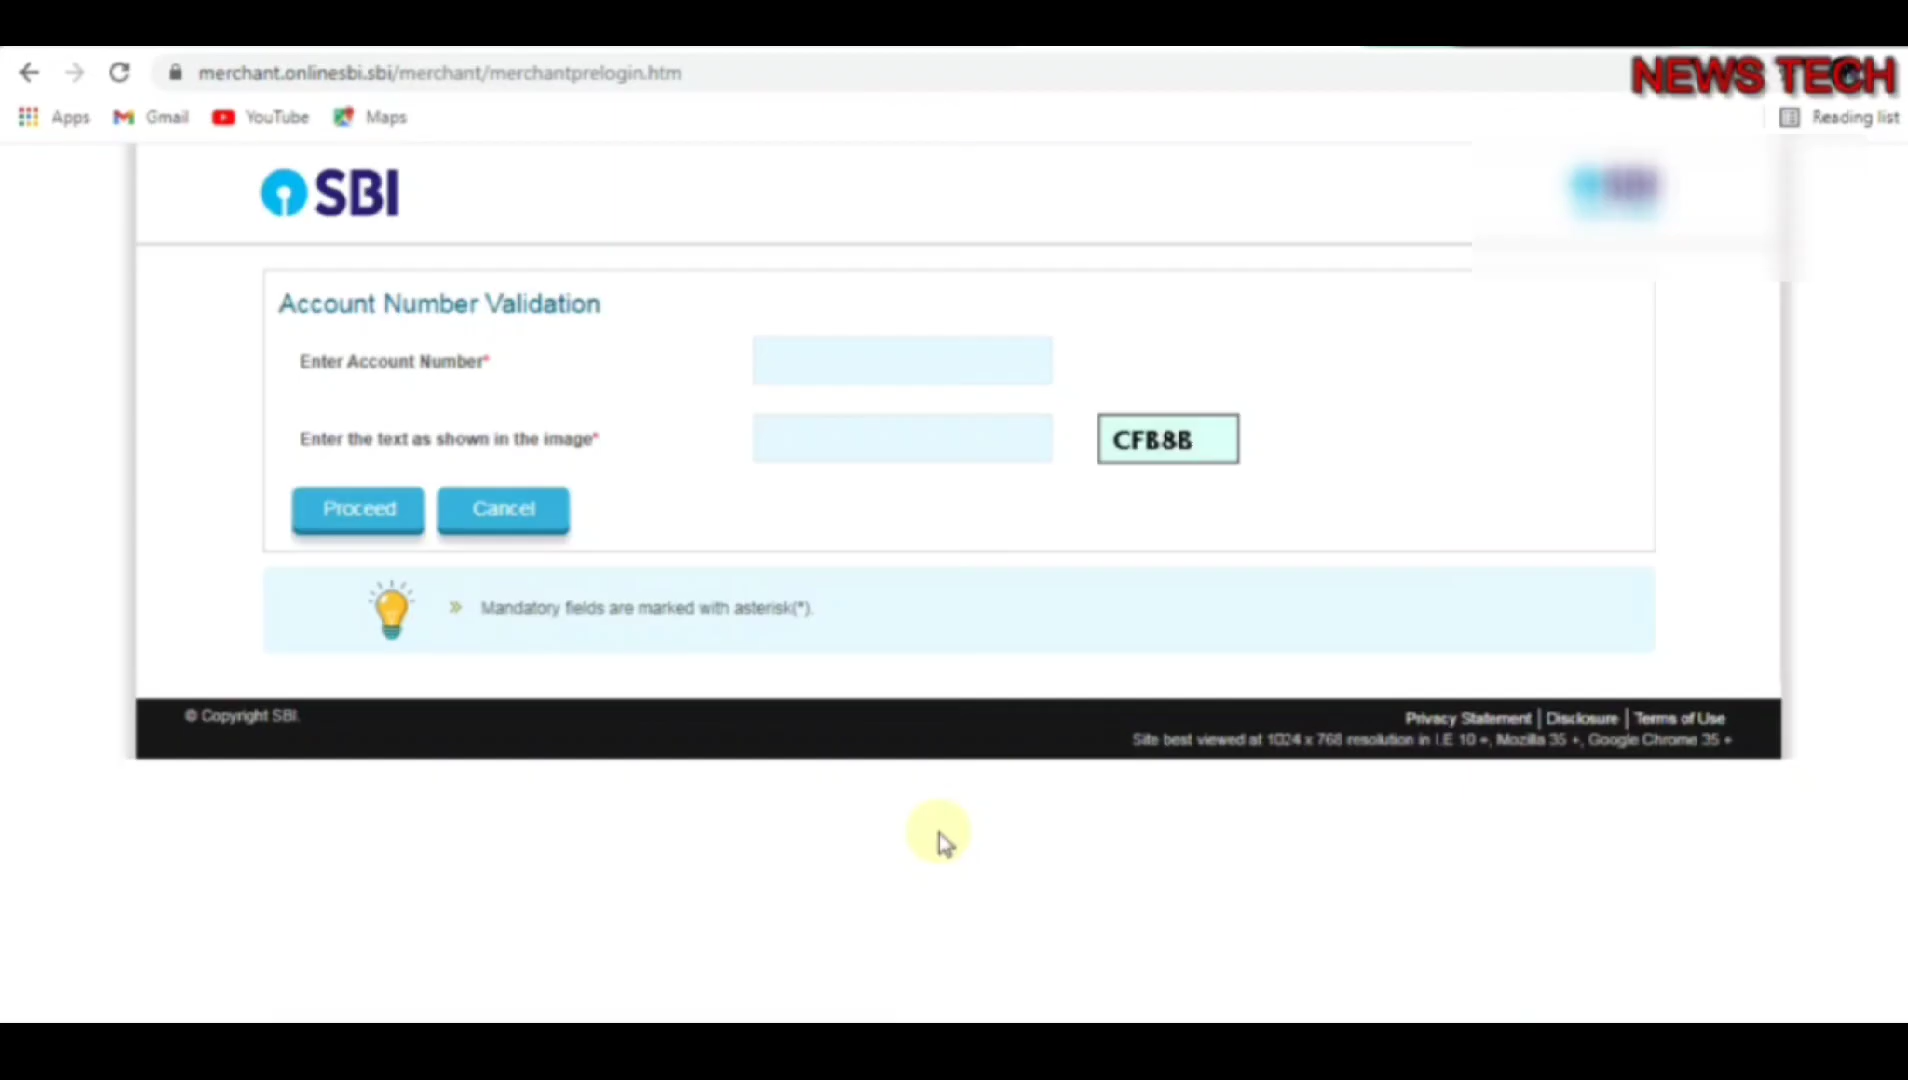 merchant.onlinesbi.sbi/merchant/merchantprelogin.htm
NEWS TECH
Apps Gmail YouTube Maps Reading list
SBI
Account Number Validation
Enter Account Number*
Enter the text as shown in the image* CFB8B
Proceed Cancel
» Mandatory fields are marked with asterisk(*).
© Copyright SBI. Privacy Statement | Disclosure | Terms of Use
Site best viewed at 1024 x 768 resolution in I.E 10 +, Mozilla 35 +, Google Chrome 35 +